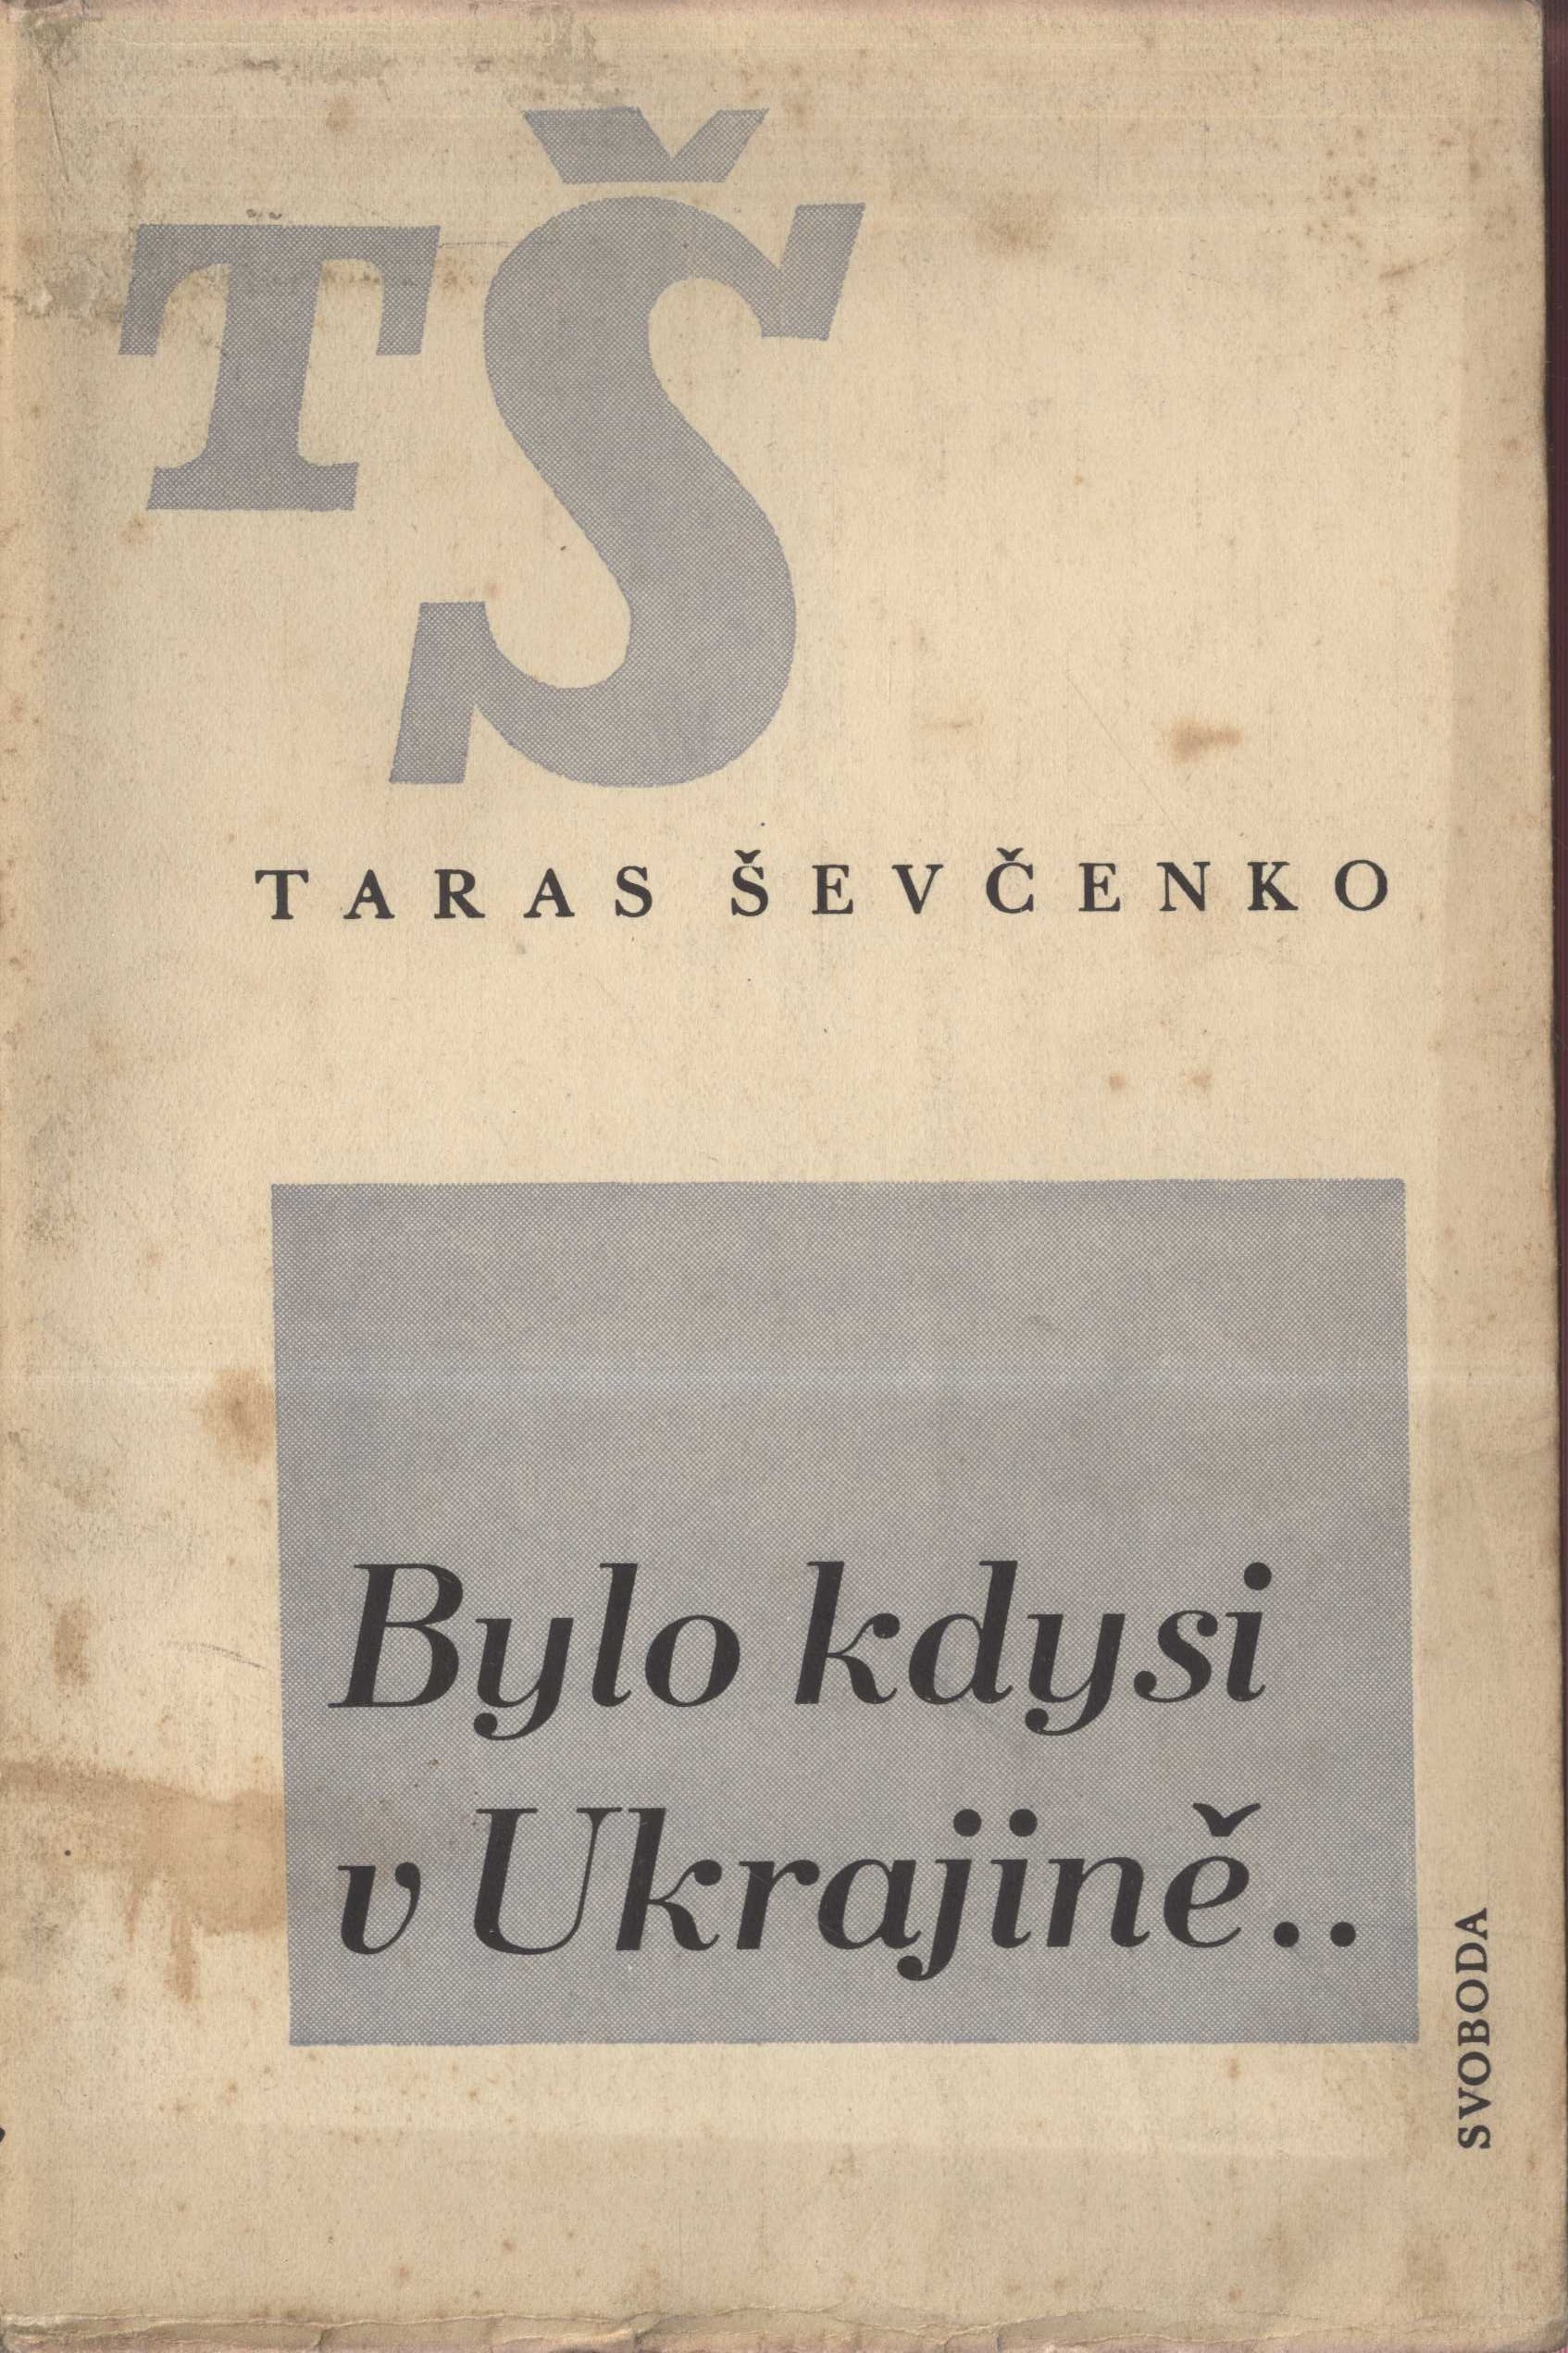 TŠ
TARAS ŠEVČENKO
Bylo kdysi
v Ukrajině..
SVOBODA